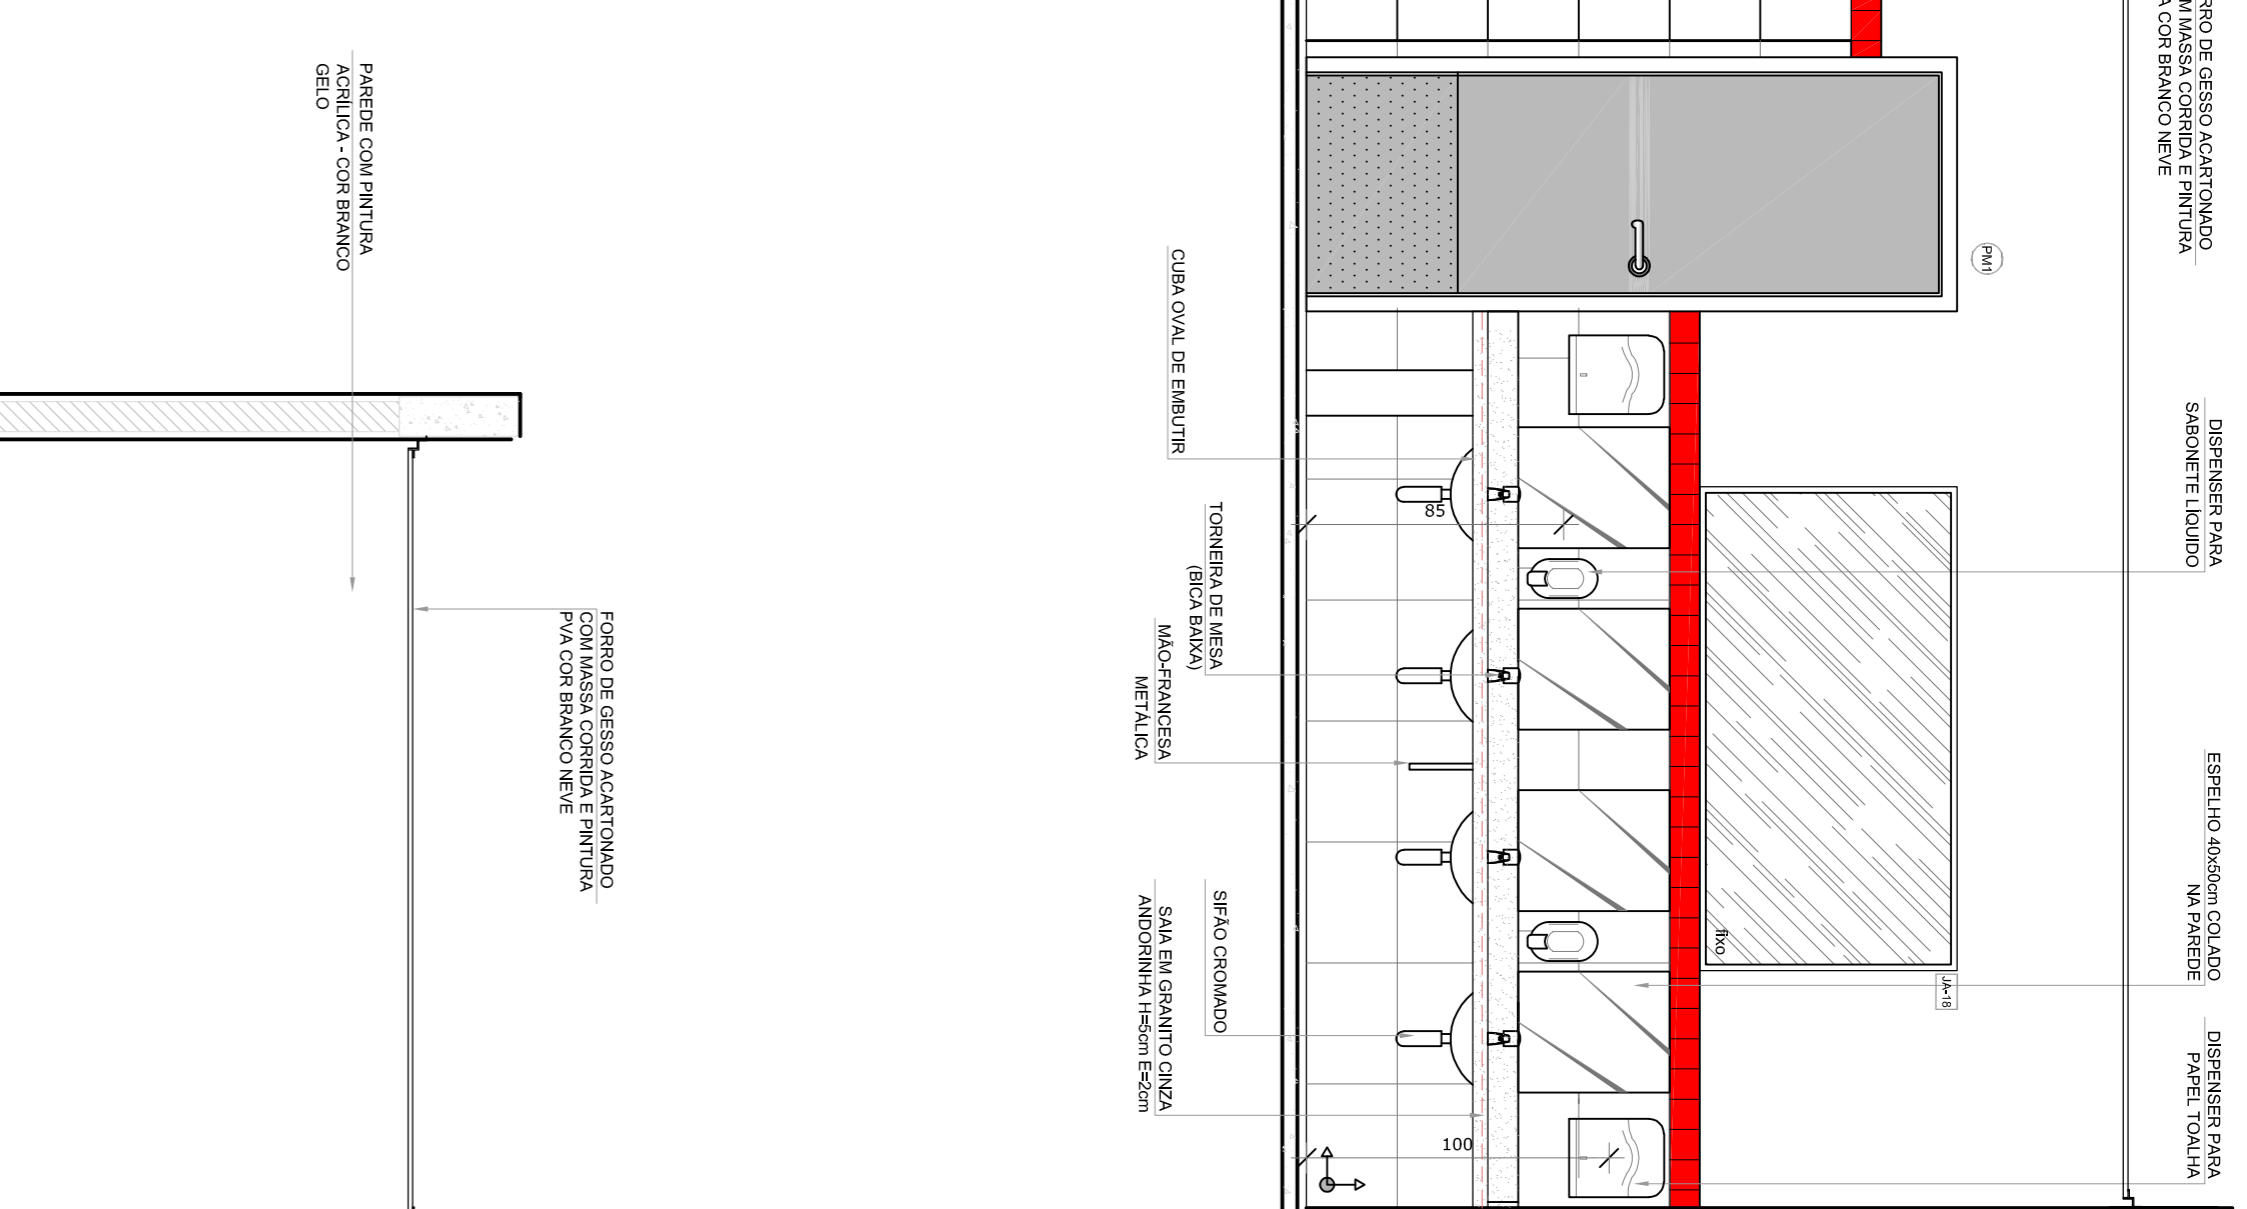 RRO DE GESSO ACARTONADO
M MASSA CORRIDA E PINTURA
A COR BRANCO NEVE
PM1
DISPENSER PARA
SABONETE LÍQUIDO
ESPELHO 40x50cm COLADO
NA PAREDE
DISPENSER PARA
PAPEL TOALHA
JA-18
fixo
85
100
CUBA OVAL DE EMBUTIR
TORNEIRA DE MESA
(BICA BAIXA)
MÃO-FRANCESA
METÁLICA
SIFÃO CROMADO
SAIA EM GRANITO CINZA
ANDORINHA H=5cm E=2cm
FORRO DE GESSO ACARTONADO
COM MASSA CORRIDA E PINTURA
PVA COR BRANCO NEVE
PAREDE COM PINTURA
ACRÍLICA - COR BRANCO
GELO